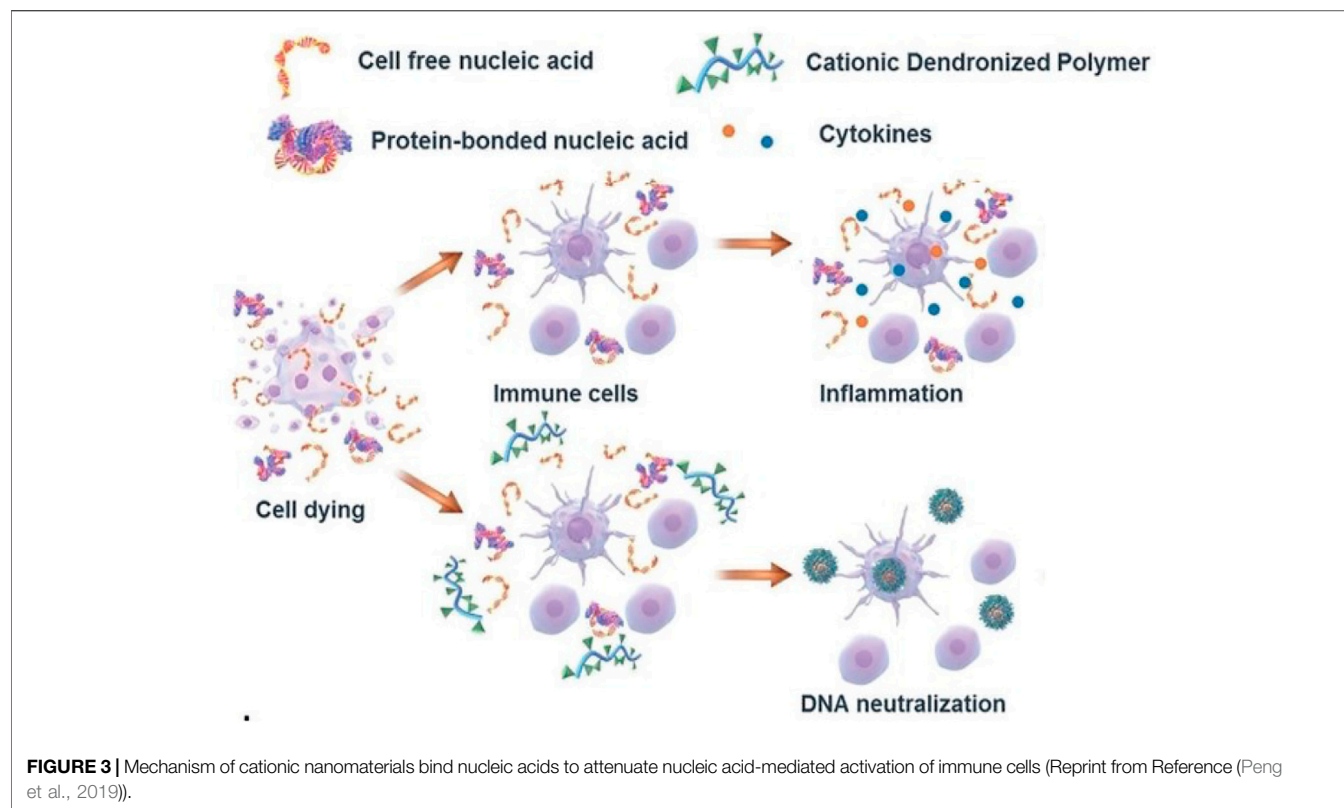 Cell free nucleic acid
Cationic Dendronized Polymer
Protein-bonded nucleic acid
Cytokines
Immune cells
Inflammation
Cell dying
DNA neutralization
FIGURE 3 | Mechanism of cationic nanomaterials bind nucleic acids to attenuate nucleic acid-mediated activation of immune cells (Reprint from Reference (Peng
et al., 2019)).